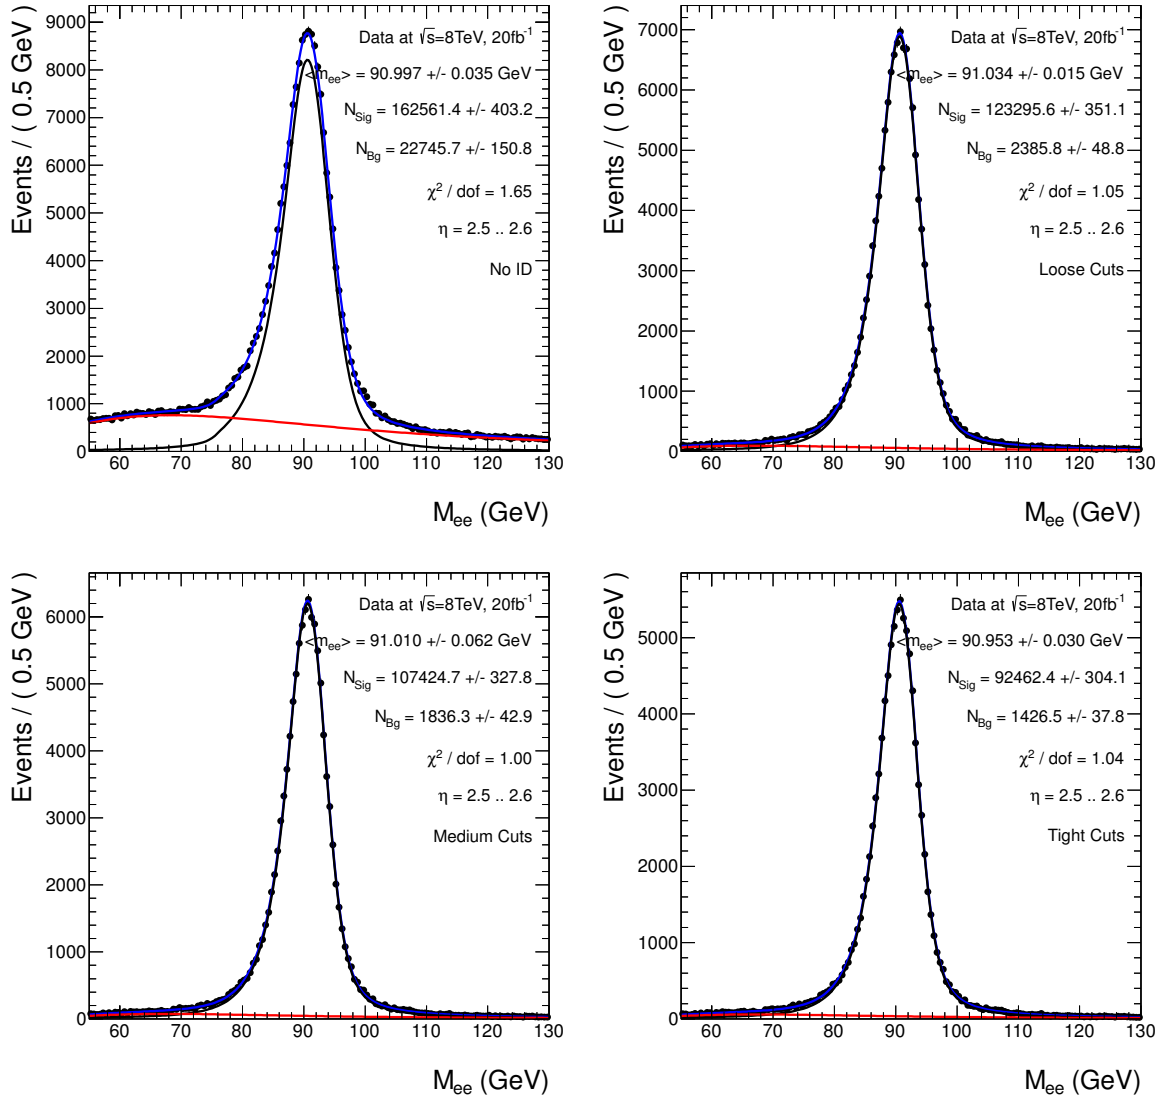 Events / ( 0.5 GeV )
9000
8000
7000
6000
5000
4000
3000
2000
1000
0
Data at √s=8TeV, 20fb⁻¹
<m_ee> = 90.997 +/- 0.035 GeV
N_Sig = 162561.4 +/- 403.2
N_Bg = 22745.7 +/- 150.8
χ² / dof = 1.65
η = 2.5 .. 2.6
No ID
60 70 80 90 100 110 120 130
M_ee (GeV)
Events / ( 0.5 GeV )
7000
6000
5000
4000
3000
2000
1000
0
Data at √s=8TeV, 20fb⁻¹
<m_ee> = 91.034 +/- 0.015 GeV
N_Sig = 123295.6 +/- 351.1
N_Bg = 2385.8 +/- 48.8
χ² / dof = 1.05
η = 2.5 .. 2.6
Loose Cuts
60 70 80 90 100 110 120 130
M_ee (GeV)
Events / ( 0.5 GeV )
6000
5000
4000
3000
2000
1000
0
Data at √s=8TeV, 20fb⁻¹
<m_ee> = 91.010 +/- 0.062 GeV
N_Sig = 107424.7 +/- 327.8
N_Bg = 1836.3 +/- 42.9
χ² / dof = 1.00
η = 2.5 .. 2.6
Medium Cuts
60 70 80 90 100 110 120 130
M_ee (GeV)
Events / ( 0.5 GeV )
5000
4000
3000
2000
1000
0
Data at √s=8TeV, 20fb⁻¹
<m_ee> = 90.953 +/- 0.030 GeV
N_Sig = 92462.4 +/- 304.1
N_Bg = 1426.5 +/- 37.8
χ² / dof = 1.04
η = 2.5 .. 2.6
Tight Cuts
60 70 80 90 100 110 120 130
M_ee (GeV)